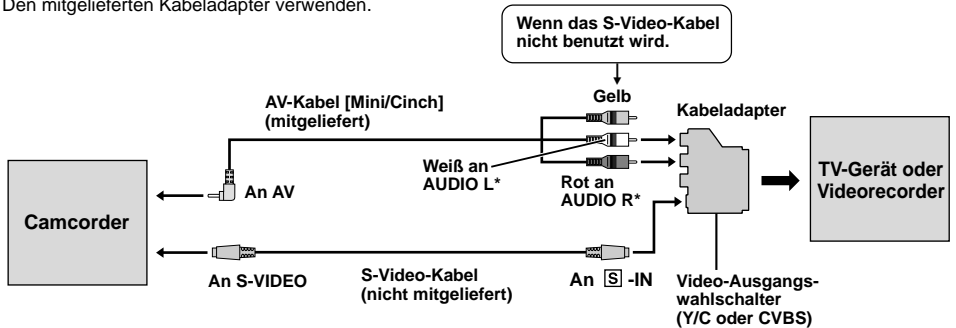 Den mitgelieferten Kabeladapter verwenden.
Wenn das S-Video-Kabel
nicht benutzt wird.
Gelb
AV-Kabel [Mini/Cinch]
(mitgeliefert)
Kabeladapter
Weiß an
AUDIO L*
Rot an
AUDIO R*
An AV
TV-Gerät oder
Videorecorder
Camcorder
An S-VIDEO
S-Video-Kabel
(nicht mitgeliefert)
An S -IN
Video-Ausgangs-
wahlschalter
(Y/C oder CVBS)